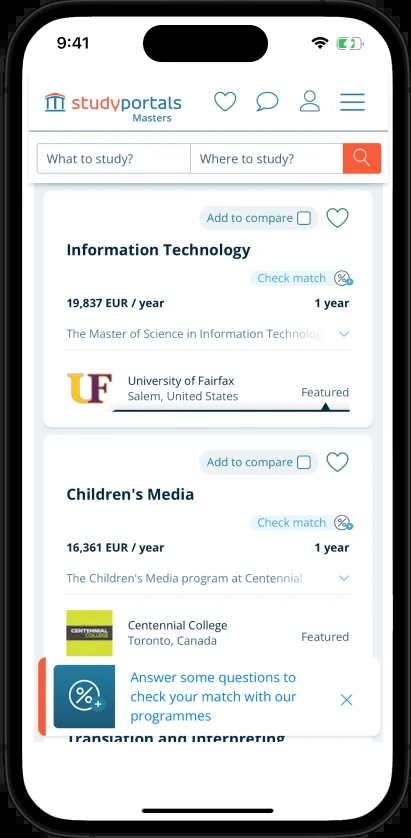 9:41
studyportals
Masters
What to study?
Where to study?
Add to compare
Information Technology
Check match
19,837 EUR / year
1 year
The Master of Science in Information Technolo
UF
University of Fairfax
Salem, United States
Featured
Add to compare
Children's Media
Check match
16,361 EUR / year
1 year
The Children's Media program at Centennial
CENTENNIAL
COLLEGE
Centennial College
Toronto, Canada
Featured
Answer some questions to
check your match with our
programmes
Translation and Interpreting